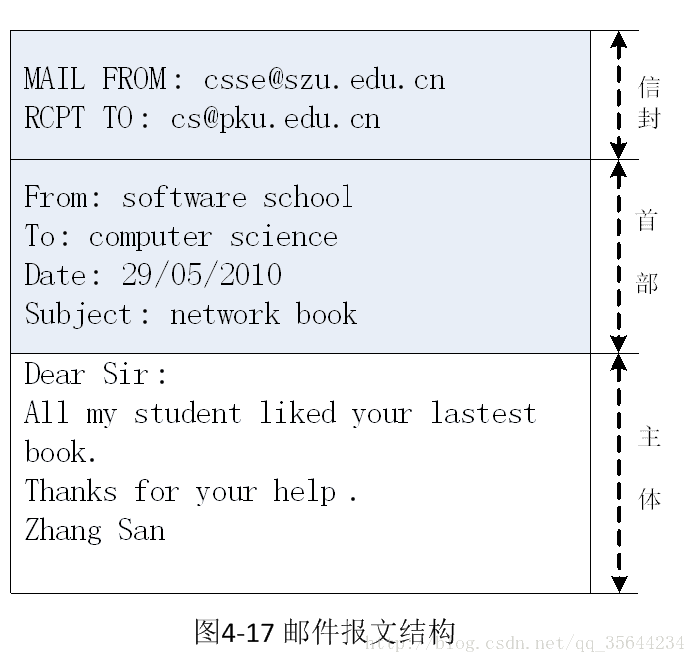 MAIL FROM: csse@szu.edu.cn
RCPT TO: cs@pku.edu.cn
信封
From: software school
To: computer science
Date: 29/05/2010
Subject: network book
首部
Dear Sir:
All my student liked your lastest
book.
Thanks for your help.
Zhang San
主体
图4-17 邮件报文结构
http://blog.csdn.net/qq_35644234